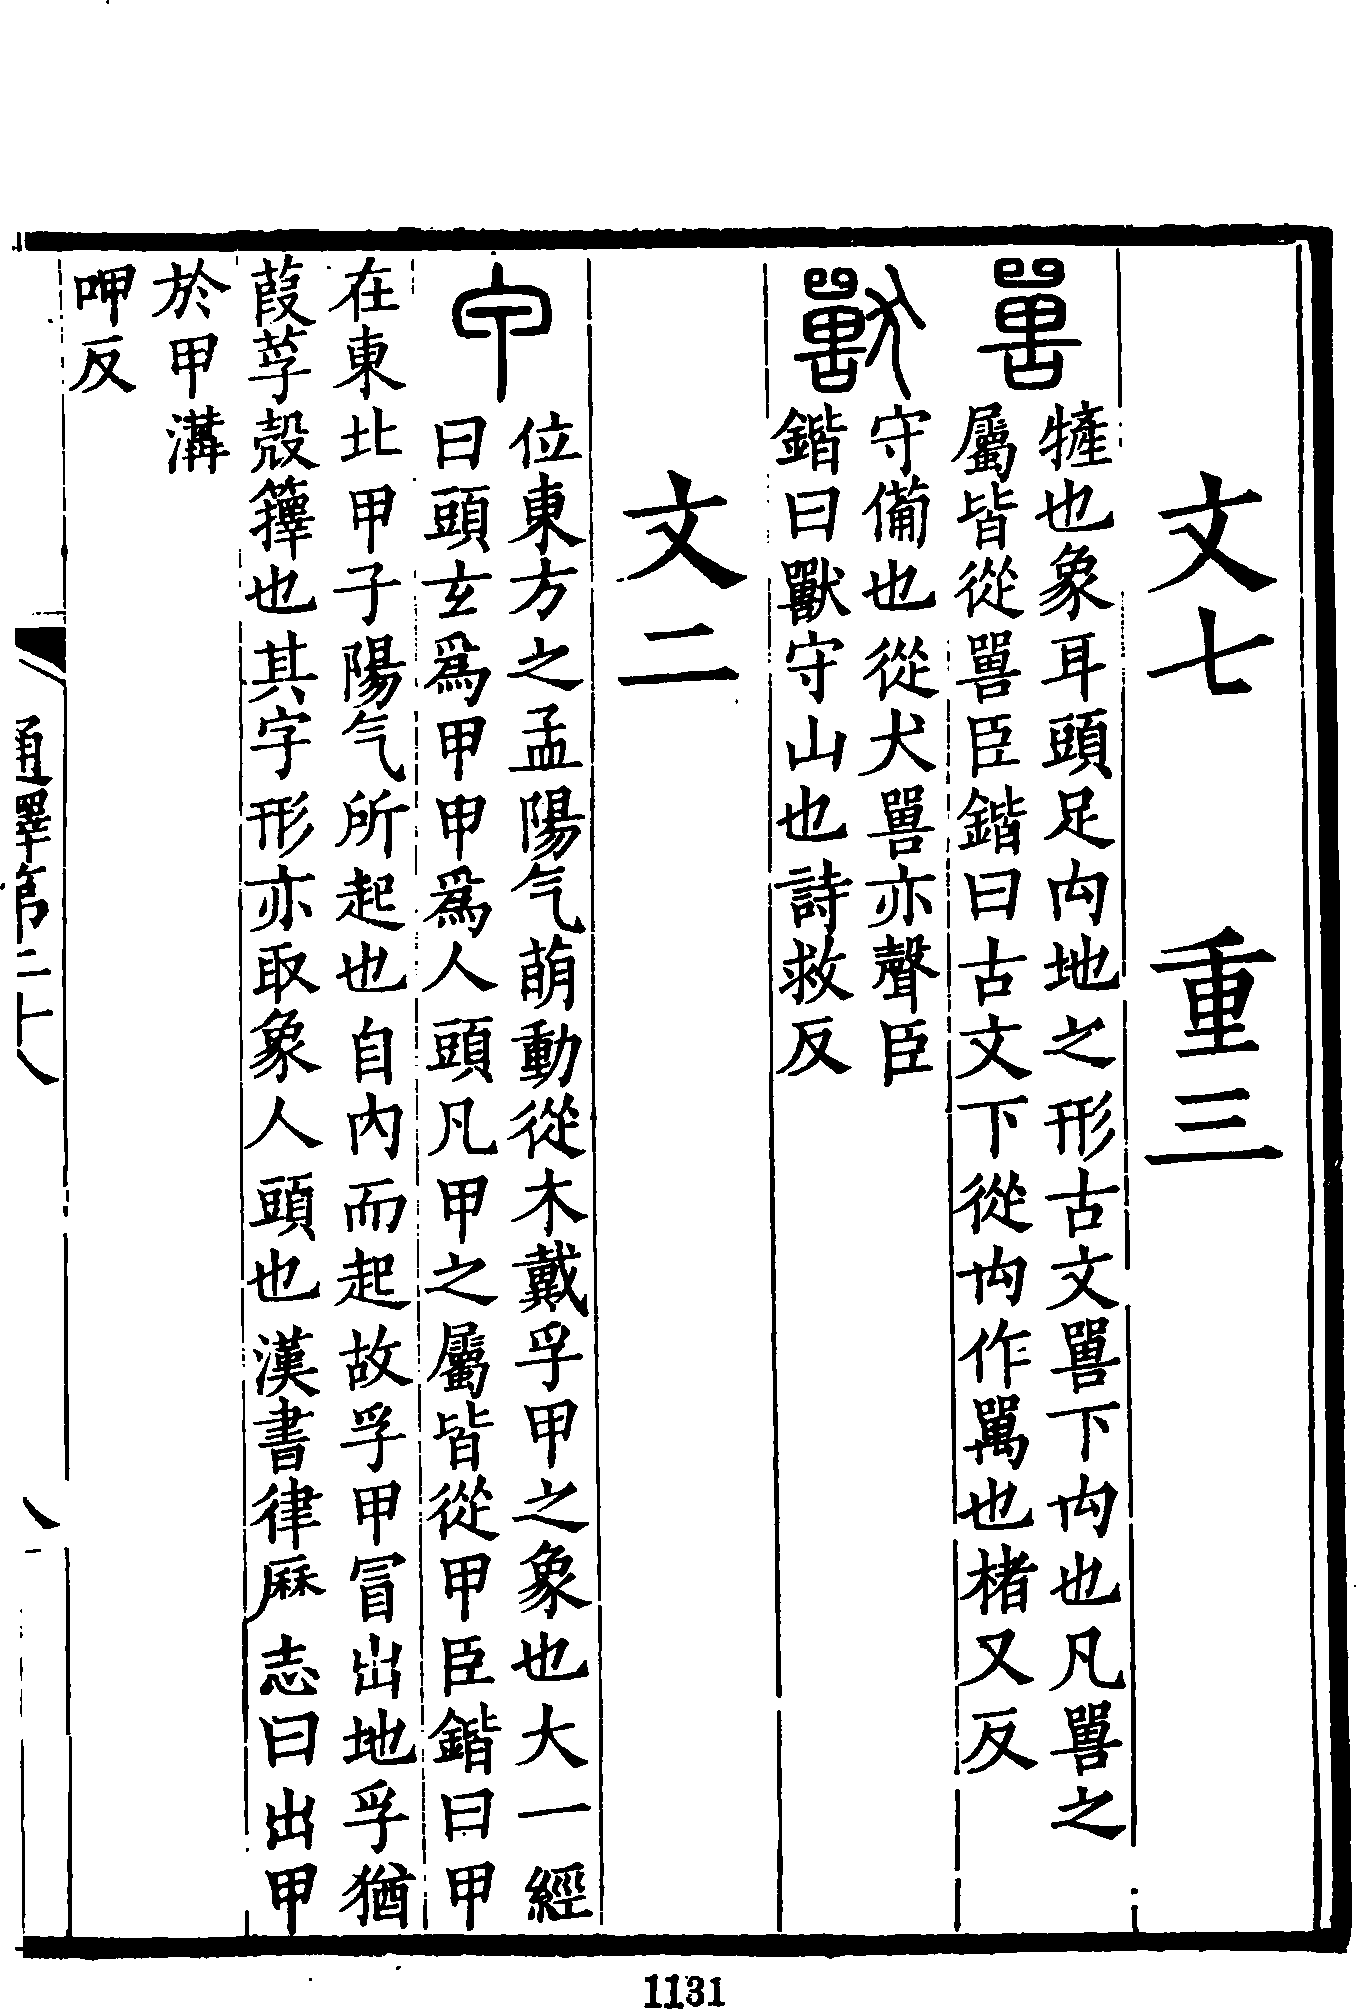 文七　重三
嘼
㹌也象耳頭足禸地之形古文嘼下禸也凡嘼之
屬皆從嘼臣鍇曰古文下從禸作𤲶也楮又反
獸
守備也從犬嘼亦聲臣
鍇曰獸守山也詩救反
文二
甲
位東方之孟陽气萌動從木戴孚甲之象也大一經
曰頭玄爲甲甲爲人頭凡甲之屬皆從甲臣鍇曰甲
在東北甲子陽气所起也自內而起故孚甲冒出地孚猶
葭莩殼籜也其字形亦取象人頭也漢書律厤志曰出甲
於甲溝
呷反
通釋第二十八
八
1131